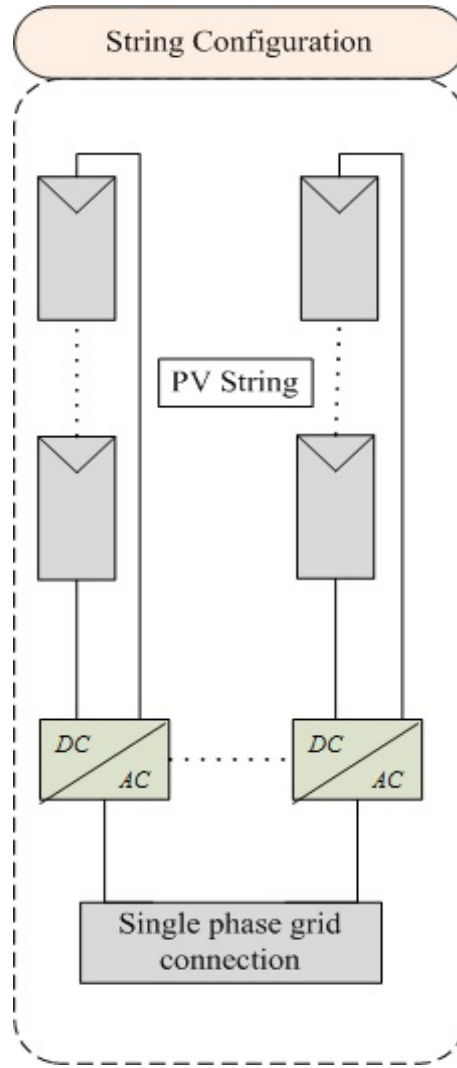 String Configuration
PV String
DC
AC
DC
AC
Single phase grid
connection